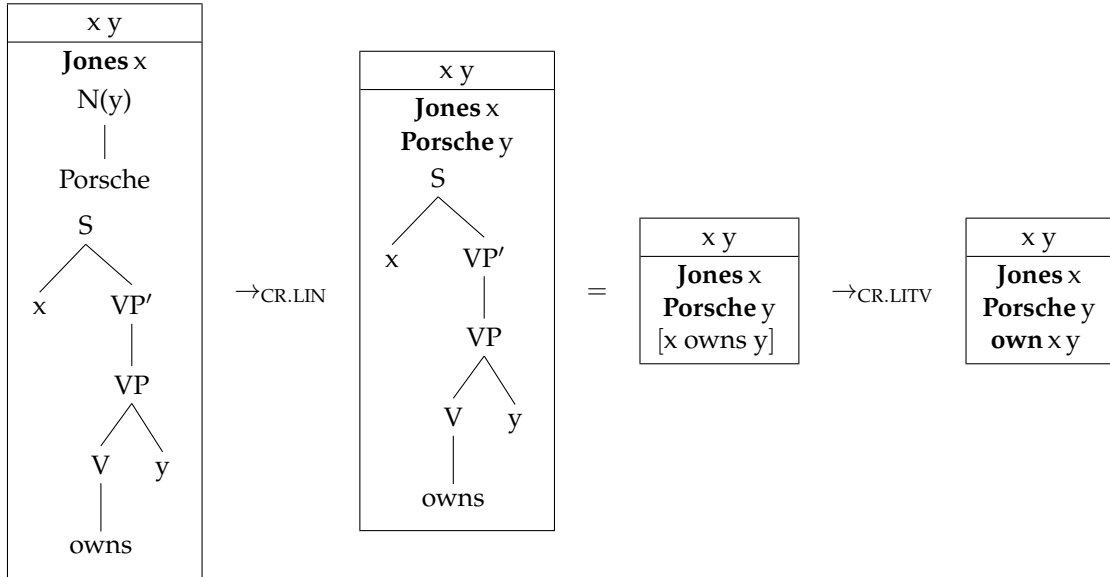 x y
Jones x
N(y)
Porsche
S
x VP′
VP
V y
owns
→CR.LIN
x y
Jones x
Porsche y
S
x VP′
VP
V y
owns
=
x y
Jones x
Porsche y
[x owns y]
→CR.LITV
x y
Jones x
Porsche y
own x y